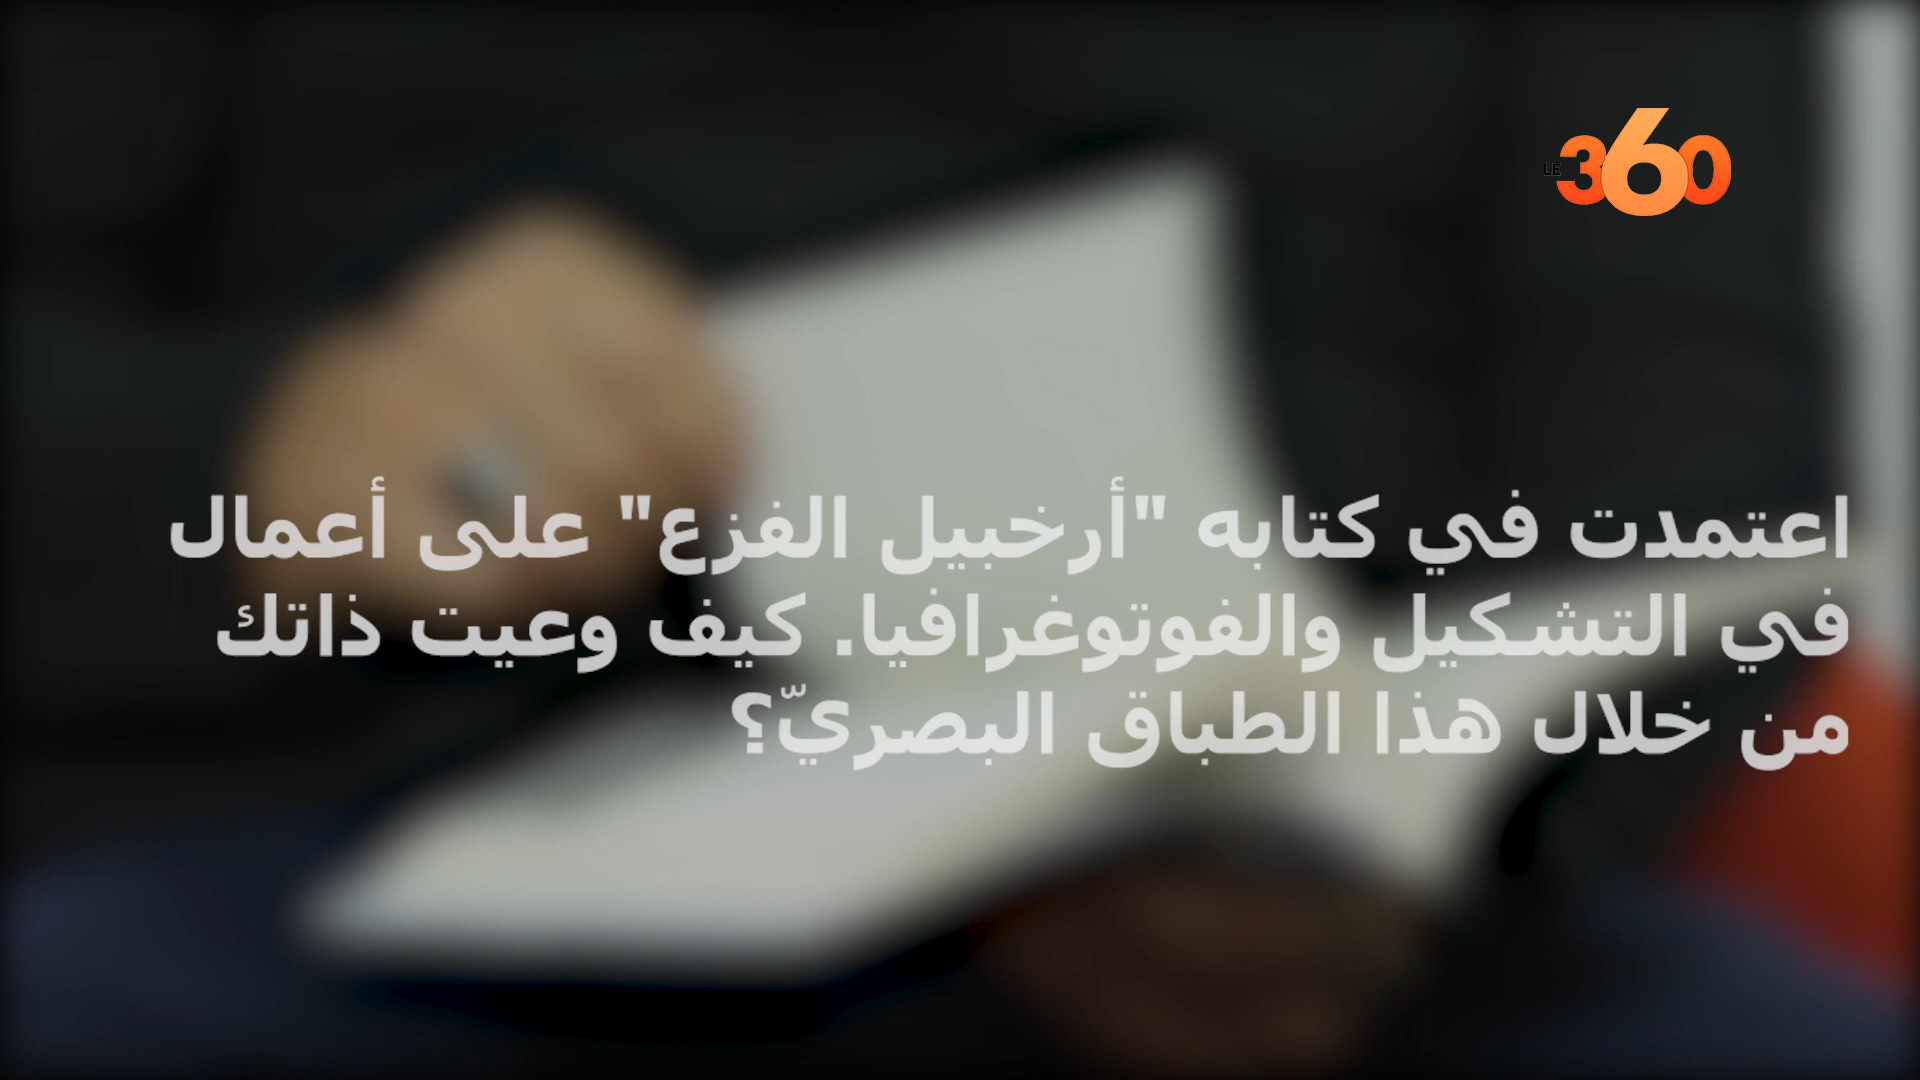 LE 360
اعتمدت في كتابه "أرخبيل الفزع" على أعمال
في التشكيل والفوتوغرافيا. كيف وعيت ذاتك
من خلال هذا الطباق البصريّ؟